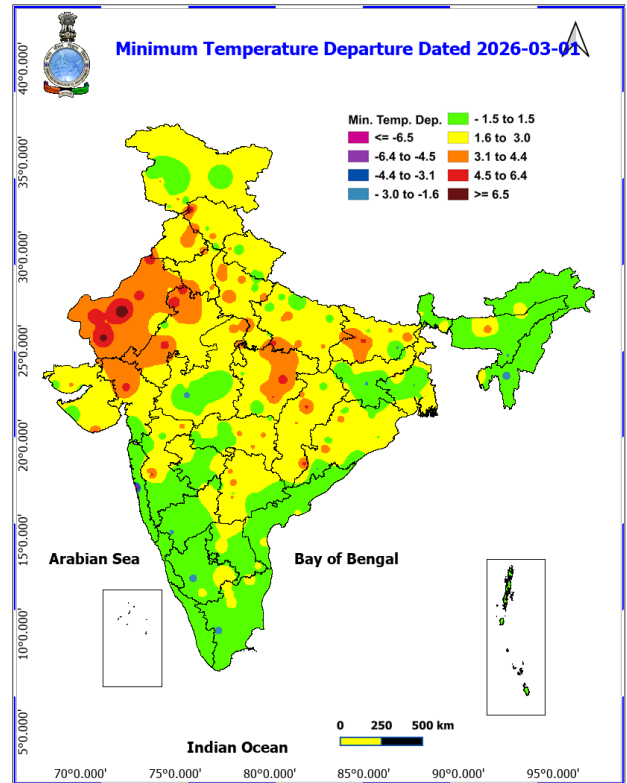 Minimum Temperature Departure Dated 2026-03-01
40°0.000'
35°0.000'
30°0.000'
25°0.000'
20°0.000'
15°0.000'
10°0.000'
5°0.000'
Min. Temp. Dep.
<= -6.5
-6.4 to -4.5
-4.4 to -3.1
- 3.0 to -1.6
- 1.5 to 1.5
1.6 to 3.0
3.1 to 4.4
4.5 to 6.4
>= 6.5
Arabian Sea
Bay of Bengal
0 250 500 km
Indian Ocean
70°0.000' 75°0.000' 80°0.000' 85°0.000' 90°0.000' 95°0.000'